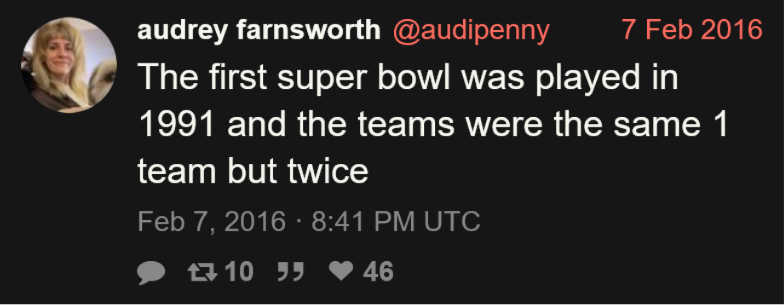 audrey farnsworth @audipenny 7 Feb 2016
The first super bowl was played in
1991 and the teams were the same 1
team but twice
Feb 7, 2016 · 8:41 PM UTC
10 46